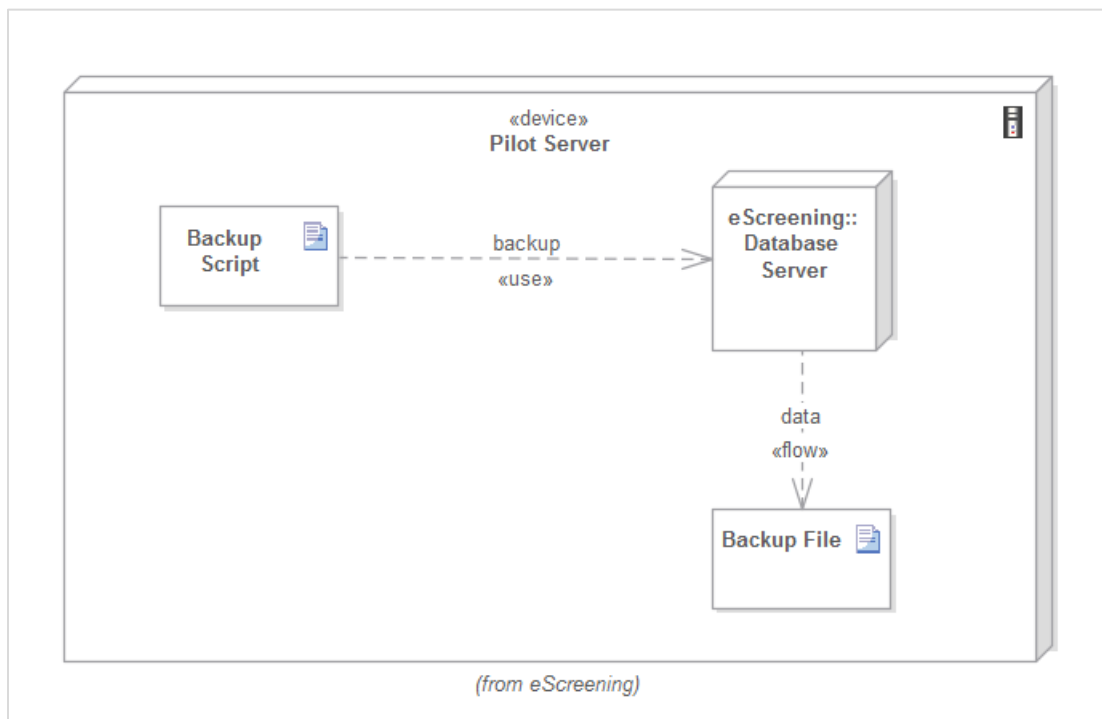 «device»
Pilot Server
Backup
Script
backup
«use»
eScreening::
Database
Server
data
«flow»
Backup File
(from eScreening)